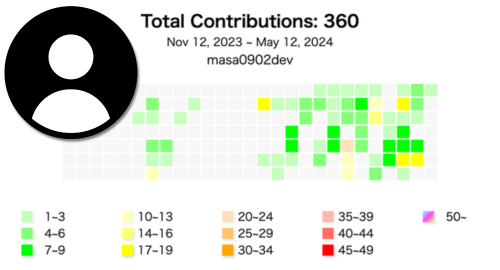 Total Contributions: 360
Nov 12, 2023 ~ May 12, 2024
masa0902dev
1~3 10~13 20~24 35~39 50~
4~6 14~16 25~29 40~44
7~9 17~19 30~34 45~49